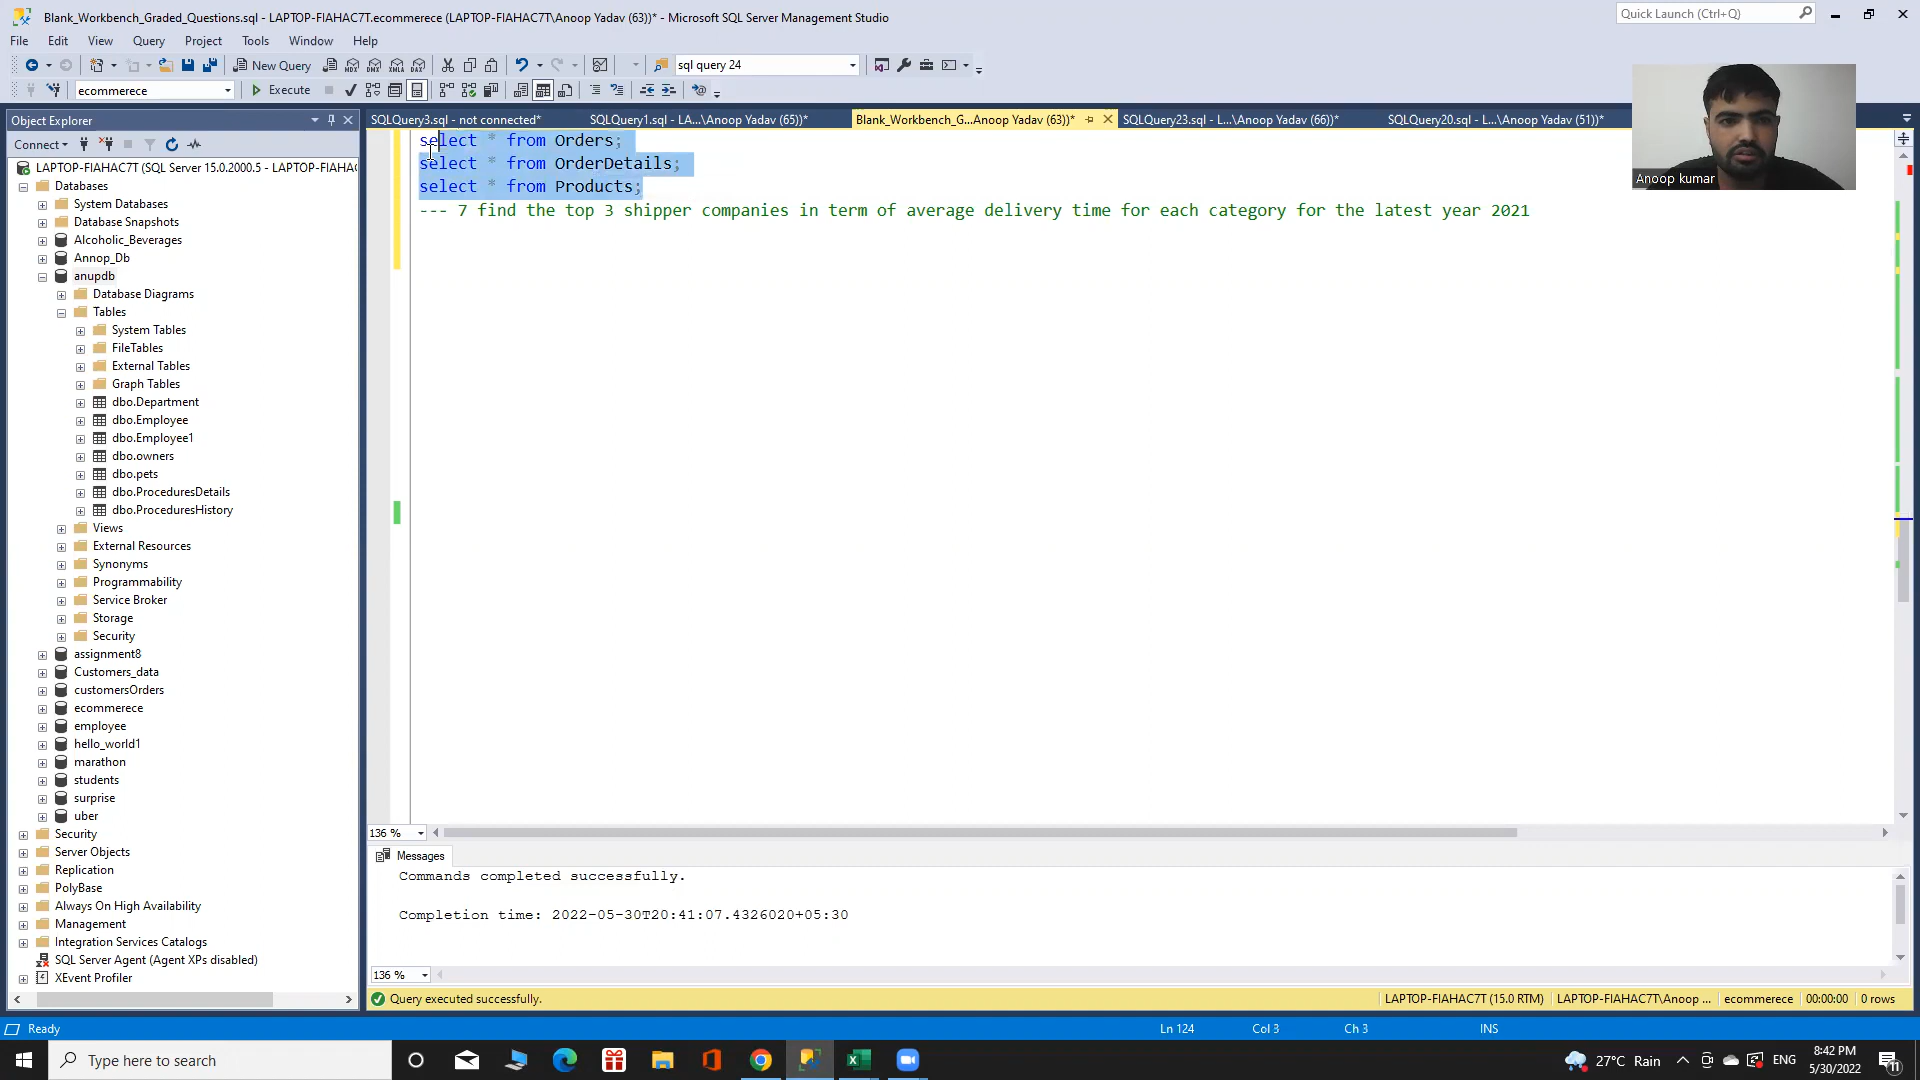 Blank_Workbench_Graded_Questions.sql - LAPTOP-FIAHAC7T.ecommerece (LAPTOP-FIAHAC7T\Anoop Yadav (63))* - Microsoft SQL Server Management Studio
Quick Launch (Ctrl+Q)
File Edit View Query Project Tools Window Help
New Query
sql query 24
ecommerece
Execute
Object Explorer
SQLQuery3.sql - not connected*
SQLQuery1.sql - LA...\Anoop Yadav (65))*
Blank_Workbench_G...Anoop Yadav (63))*
SQLQuery23.sql - L...\Anoop Yadav (66))*
SQLQuery20.sql - L...\Anoop Yadav (51))*
Connect
LAPTOP-FIAHAC7T (SQL Server 15.0.2000.5 - LAPTOP-FIAHA
Databases
System Databases
Database Snapshots
Alcoholic_Beverages
Annop_Db
anupdb
Database Diagrams
Tables
System Tables
FileTables
External Tables
Graph Tables
dbo.Department
dbo.Employee
dbo.Employee1
dbo.owners
dbo.pets
dbo.ProceduresDetails
dbo.ProceduresHistory
Views
External Resources
Synonyms
Programmability
Service Broker
Storage
Security
assignment8
Customers_data
customersOrders
ecommerece
employee
hello_world1
marathon
students
surprise
uber
Security
Server Objects
Replication
PolyBase
Always On High Availability
Management
Integration Services Catalogs
SQL Server Agent (Agent XPs disabled)
XEvent Profiler
select * from Orders;
select * from OrderDetails;
select * from Products;
--- 7 find the top 3 shipper companies in term of average delivery time for each category for the latest year 2021
Anoop kumar
136 %
Messages
Commands completed successfully.
Completion time: 2022-05-30T20:41:07.4326020+05:30
136 %
Query executed successfully.
LAPTOP-FIAHAC7T (15.0 RTM)
LAPTOP-FIAHAC7T\Anoop ...
ecommerece
00:00:00
0 rows
Ready
Ln 124
Col 3
Ch 3
INS
Type here to search
27°C Rain
ENG
8:42 PM
5/30/2022
11